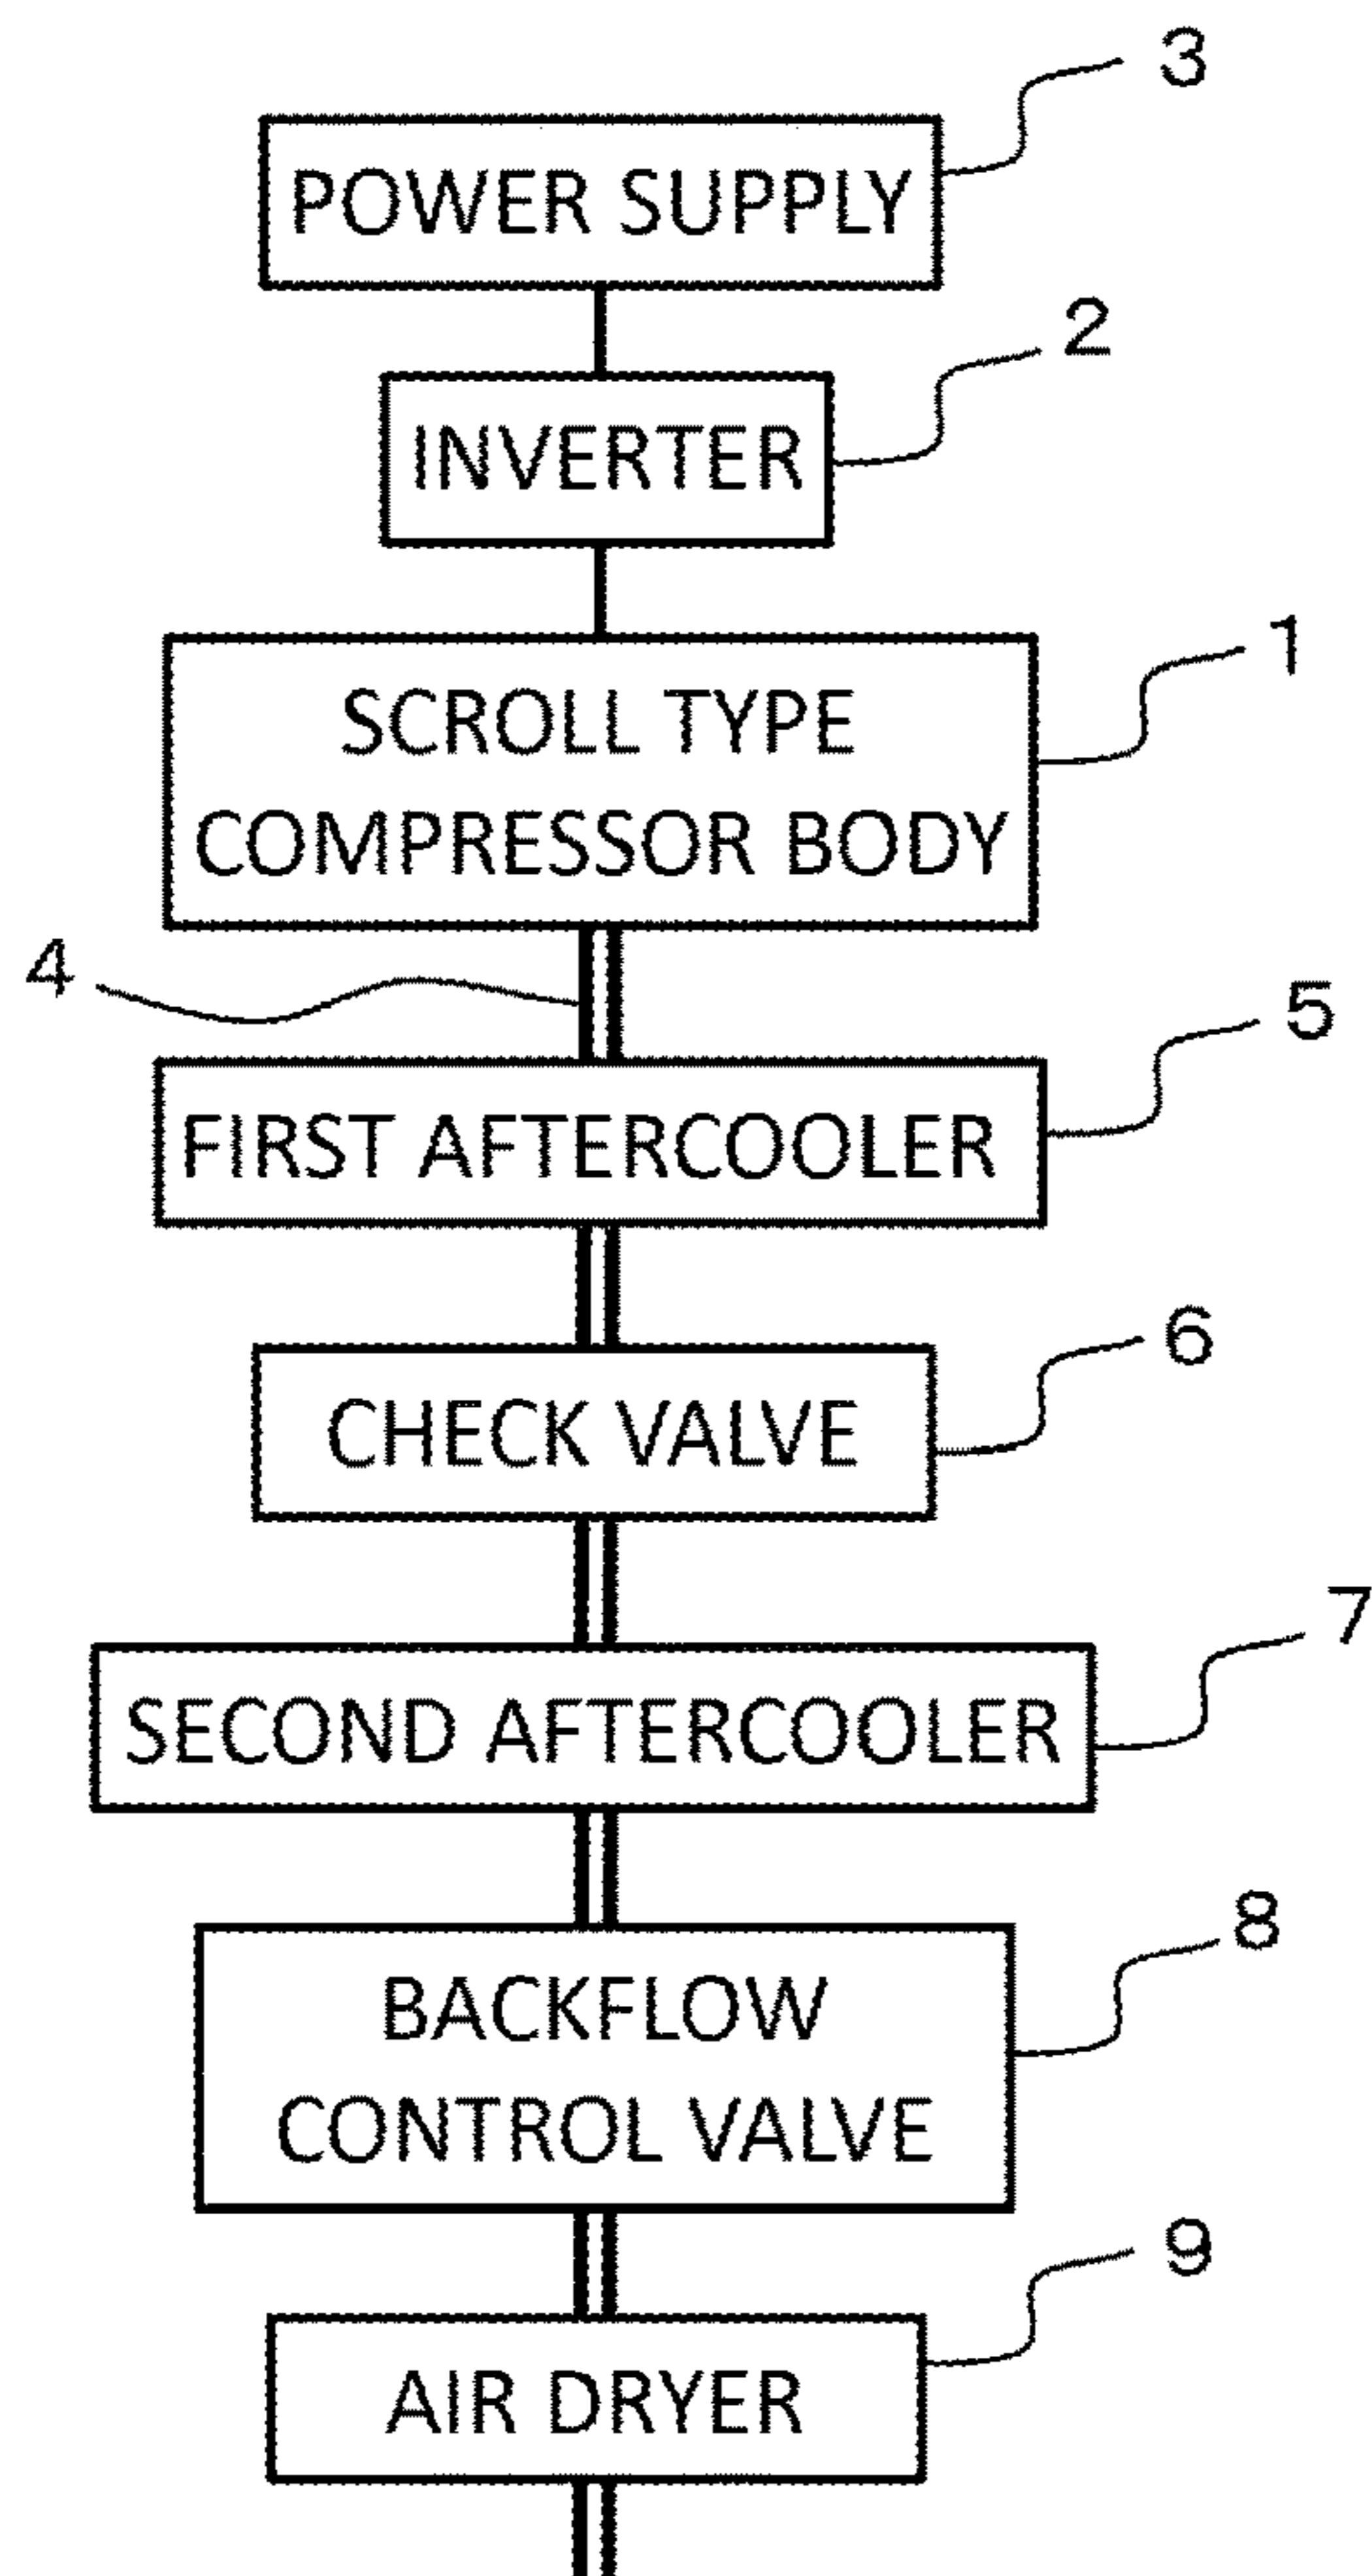 3
POWER SUPPLY
2
INVERTER
1
SCROLL TYPE
COMPRESSOR BODY
4
5
FIRST AFTERCOOLER
6
CHECK VALVE
7
SECOND AFTERCOOLER
8
BACKFLOW
CONTROL VALVE
9
AIR DRYER